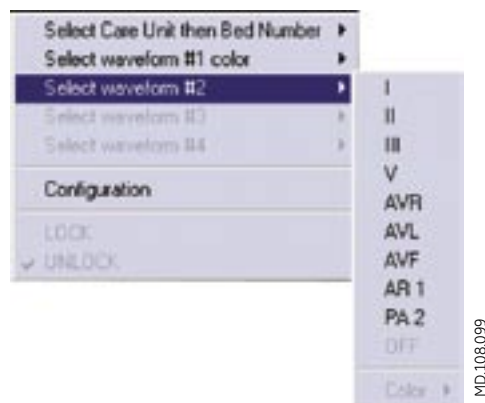 Select Care Unit then Bed Number
Select waveform #1 color
Select waveform #2
Select waveform #3
Select waveform #4
Configuration
LOCK
UNLOCK
I
II
III
V
AVR
AVL
AVF
AR 1
PA 2
OFF
Color
MD.108.099